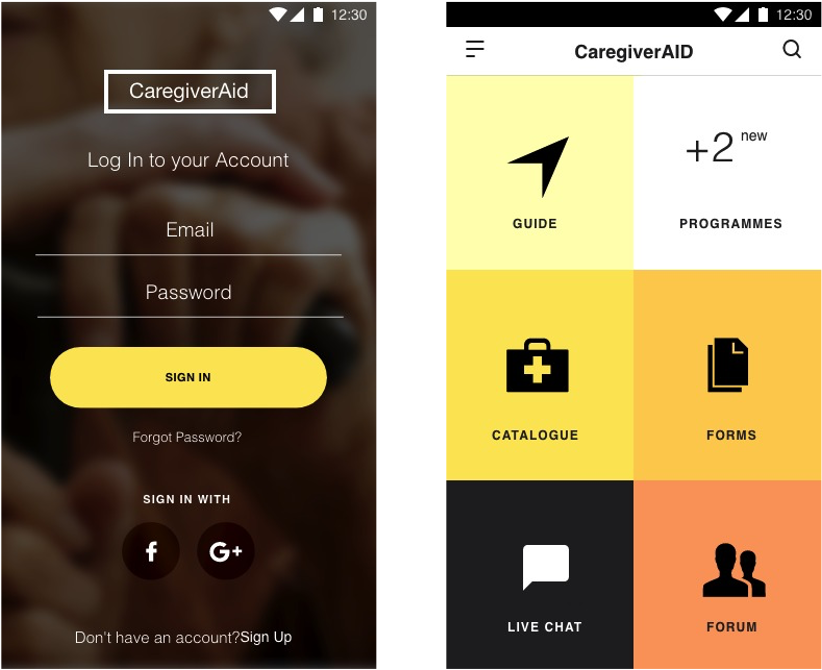 12:30
CaregiverAid
Log In to your Account
Email
Password
SIGN IN
Forgot Password?
SIGN IN WITH
f
G+
Don't have an account?Sign Up
12:30
CaregiverAID
GUIDE
+2 new
PROGRAMMES
CATALOGUE
FORMS
LIVE CHAT
FORUM